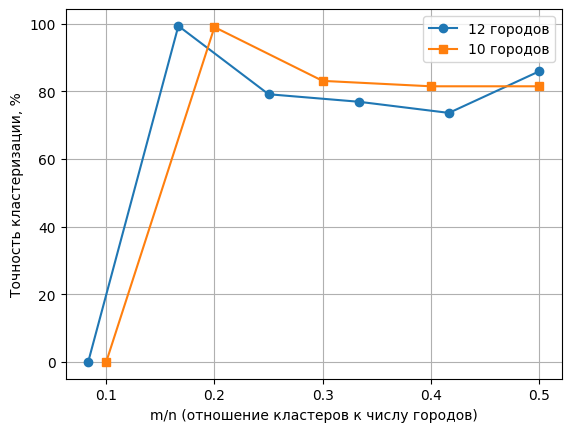 100
80
60
40
20
0
Точность кластеризации, %
12 городов
10 городов
0.1
0.2
0.3
0.4
0.5
m/n (отношение кластеров к числу городов)